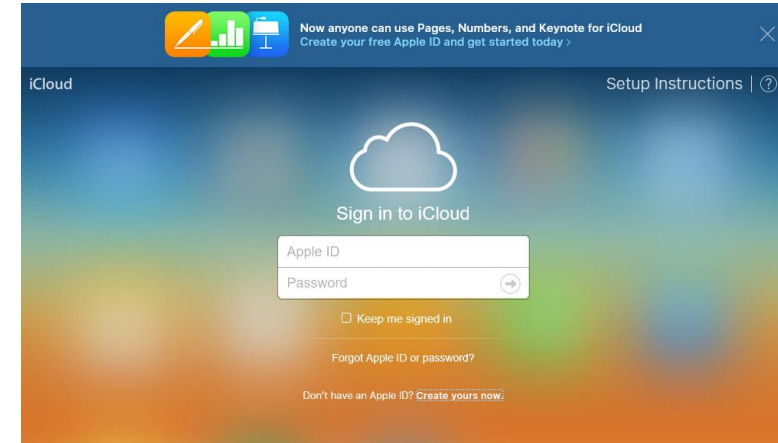 Now anyone can use Pages, Numbers, and Keynote for iCloud
Create your free Apple ID and get started today >
iCloud
Setup Instructions | ?
Sign in to iCloud
Apple ID
Password
Keep me signed in
Forgot Apple ID or password?
Don't have an Apple ID? Create yours now.